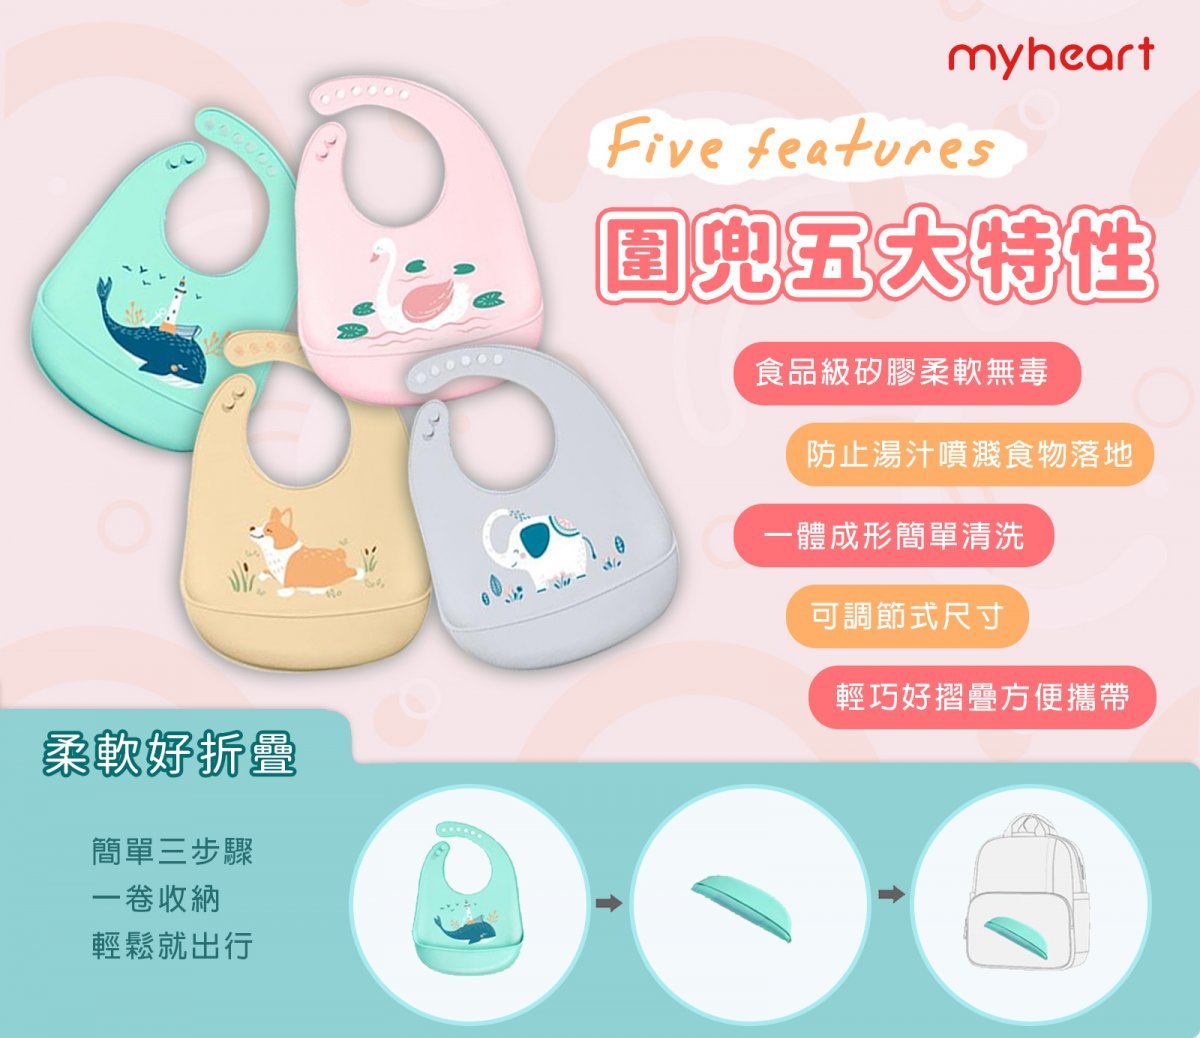 myheart
Five features
圍兜五大特性
食品級矽膠柔軟無毒
防止湯汁噴濺食物落地
一體成形簡單清洗
可調節式尺寸
輕巧好摺疊方便攜帶
柔軟好折疊
簡單三步驟
一卷收納
輕鬆就出行